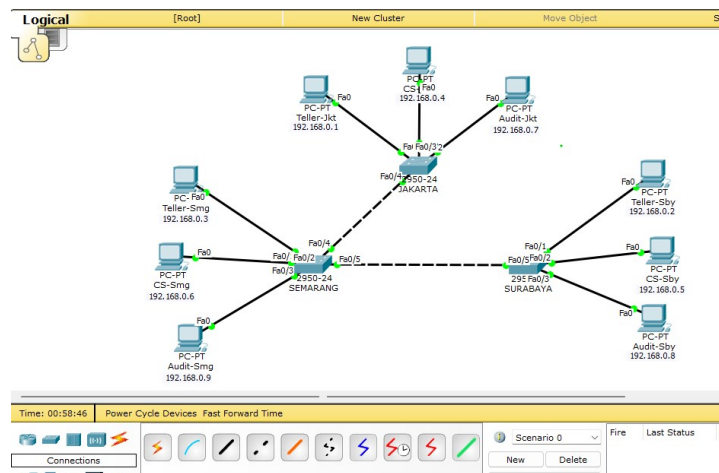 Logical [Root] New Cluster Move Object
PC-PT
Fa0
192.168.0.4
Fa0
PC-PT
Teller-Jkt
192.168.0.1
Fa0
PC-PT
Audit-Jkt
192.168.0.7
Fa0/3
Fa0/4
2950-24
JAKARTA
Fa0
Teller-Smg
192.168.0.3
Fa0
PC-PT
CS-Smg
192.168.0.6
Fa0
PC-PT
Audit-Smg
192.168.0.9
Fa0/4
Fa0/2
Fa0/5
Fa0/3
2950-24
SEMARANG
Fa0
PC-PT
Teller-Sby
192.168.0.2
Fa0
PC-PT
CS-Sby
192.168.0.5
Fa0
PC-PT
Audit-Sby
192.168.0.8
Fa0/1
Fa0/5
Fa0/2
Fa0/3
SURABAYA
Time: 00:58:46 Power Cycle Devices Fast Forward Time
Connections
Scenario 0
New Delete
Fire Last Status